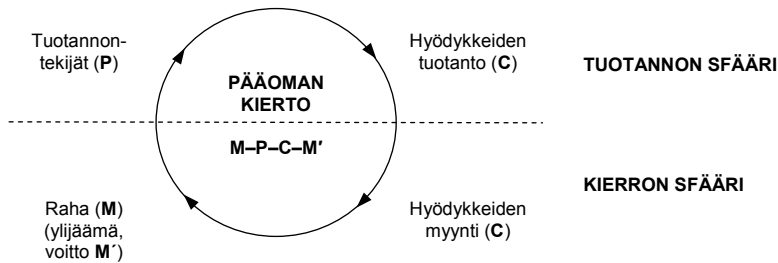 Tuotannon-
tekijät (P)
Hyödykkeiden
tuotanto (C)
TUOTANNON SFÄÄRI
PÄÄOMAN
KIERTO
M–P–C–M′
KIERRON SFÄÄRI
Raha (M)
(ylijäämä,
voitto M´)
Hyödykkeiden
myynti (C)